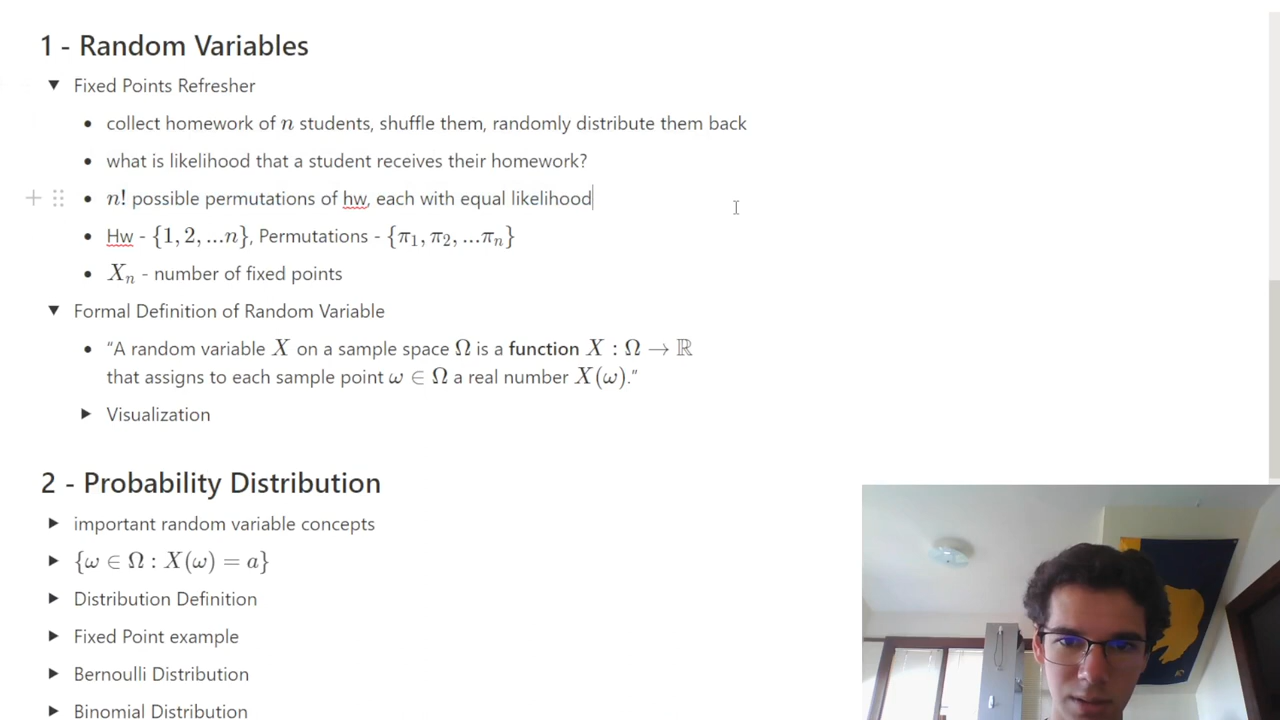 1 - Random Variables
Fixed Points Refresher
collect homework of n students, shuffle them, randomly distribute them back
what is likelihood that a student receives their homework?
n! possible permutations of hw, each with equal likelihood
Hw - {1, 2, ...n}, Permutations - {π₁, π₂, ...πₙ}
Xₙ - number of fixed points
Formal Definition of Random Variable
“A random variable X on a sample space Ω is a function X : Ω → ℝ
that assigns to each sample point ω ∈ Ω a real number X(ω).”
Visualization
2 - Probability Distribution
important random variable concepts
{ω ∈ Ω : X(ω) = a}
Distribution Definition
Fixed Point example
Bernoulli Distribution
Binomial Distribution